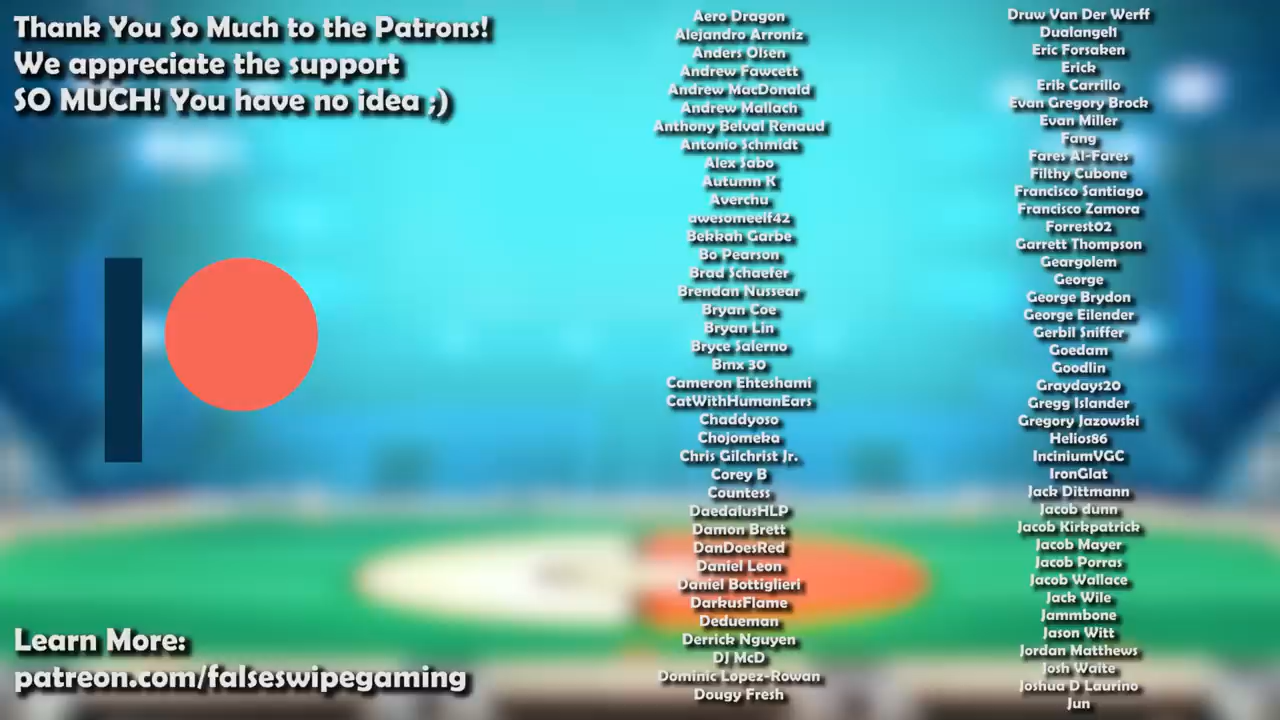 Thank You So Much to the Patrons!
We appreciate the support
SO MUCH! You have no idea ;)
Learn More:
patreon.com/falseswipegaming
Aero Dragon
Alejandro Arroniz
Anders Olsen
Andrew Fawcett
Andrew MacDonald
Andrew Mallach
Anthony Belval Renaud
Antonio Schmidt
Alex Sabo
Autumn K
Averchu
awesomeelf42
Bekkah Garbe
Bo Pearson
Brad Schaefer
Brendan Nussear
Bryan Coe
Bryan Lin
Bryce Salerno
Bmx 30
Cameron Ehteshami
CatWithHumanEars
Chaddyoso
Chojomeka
Chris Gilchrist Jr.
Corey B
Countess
DaedalusHLP
Damon Brett
DanDoesRed
Daniel Leon
Daniel Bottiglieri
DarkusFlame
Dedueman
Derrick Nguyen
DJ McD
Dominic Lopez-Rowan
Dougy Fresh
Druw Van Der Werff
Dualangel1
Eric Forsaken
Erick
Erik Carrillo
Evan Gregory Brock
Evan Miller
Fang
Fares Al-Fares
Filthy Cubone
Francisco Santiago
Francisco Zamora
Forrest02
Garrett Thompson
Geargolem
George
George Brydon
George Eilender
Gerbil Sniffer
Goedam
Goodlin
Graydays20
Gregg Islander
Gregory Jazowski
Helios86
InciniumVGC
IronGlat
Jack Dittmann
Jacob dunn
Jacob Kirkpatrick
Jacob Mayer
Jacob Porras
Jacob Wallace
Jack Wile
Jammbone
Jason Witt
Jordan Matthews
Josh Waite
Joshua D Laurino
Jun